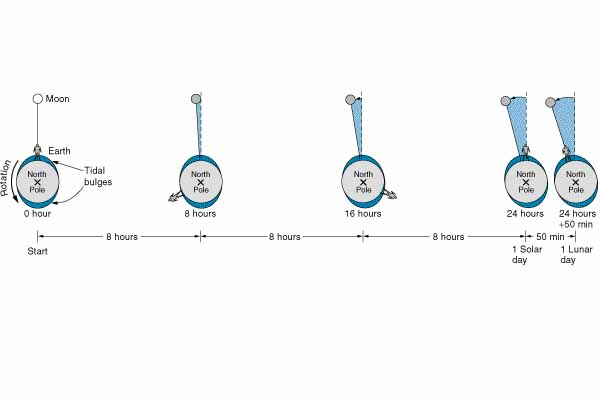 Moon
Earth
Rotation
Tidal
bulges
North
Pole
0 hour
North
Pole
8 hours
North
Pole
16 hours
North
Pole
24 hours
North
Pole
24 hours
+50 min
8 hours
8 hours
8 hours
50 min
Start
1 Solar
day
1 Lunar
day